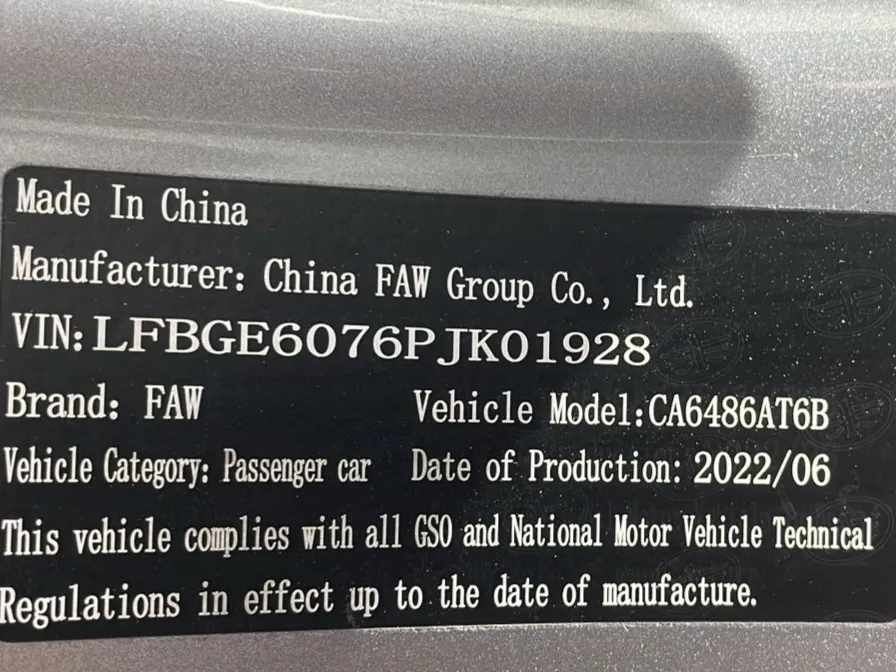 Made In China
Manufacturer: China FAW Group Co., Ltd.
VIN: LFBGE6076PJK01928
Brand: FAW Vehicle Model:CA6486AT6B
Vehicle Category: Passenger car Date of Production: 2022/06
This vehicle complies with all GSO and National Motor Vehicle Technical
Regulations in effect up to the date of manufacture.